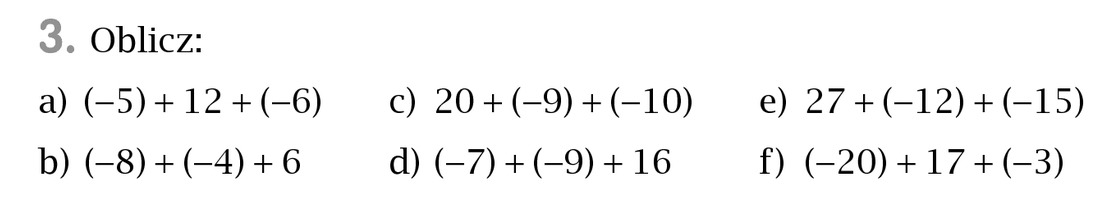 3. Oblicz:
a) (–5) + 12 + (–6) c) 20 + (–9) + (–10) e) 27 + (–12) + (–15)
b) (–8) + (–4) + 6 d) (–7) + (–9) + 16 f) (–20) + 17 + (–3)